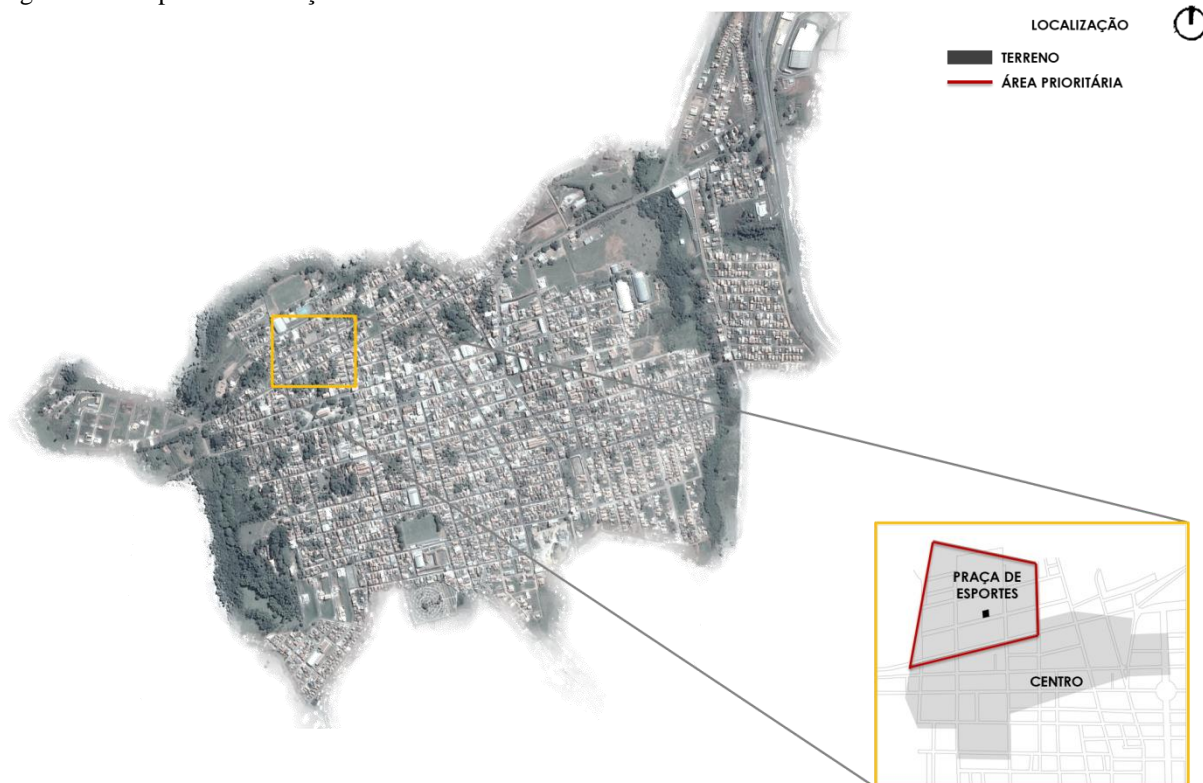 LOCALIZAÇÃO
TERRENO
ÁREA PRIORITÁRIA
PRAÇA DE
ESPORTES
CENTRO